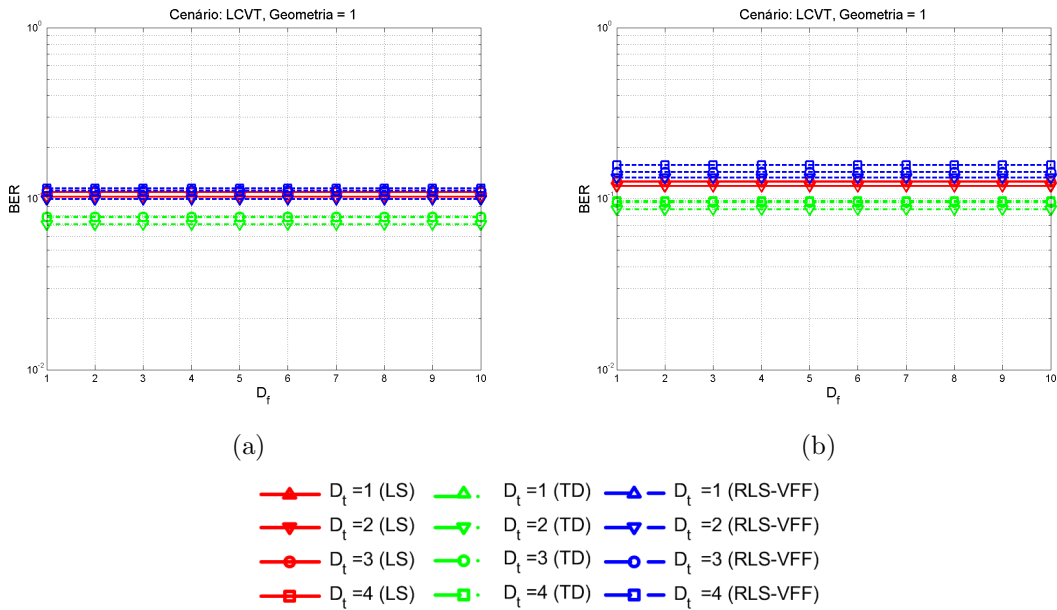 Cenário: LCVT, Geometria = 1
10^0
10^-1
10^-2
BER
1 2 3 4 5 6 7 8 9 10
D_f
(a)
Cenário: LCVT, Geometria = 1
10^0
10^-1
10^-2
BER
1 2 3 4 5 6 7 8 9 10
D_f
(b)
D_t =1 (LS) D_t =1 (TD) D_t =1 (RLS-VFF)
D_t =2 (LS) D_t =2 (TD) D_t =2 (RLS-VFF)
D_t =3 (LS) D_t =3 (TD) D_t =3 (RLS-VFF)
D_t =4 (LS) D_t =4 (TD) D_t =4 (RLS-VFF)